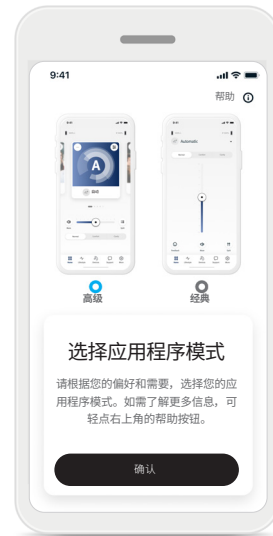 9:41
帮助
Automatic
A
高级
经典
选择应用程序模式
请根据您的偏好和需要，选择您的应
用程序模式。如需了解更多信息，可
轻点右上角的帮助按钮。
确认